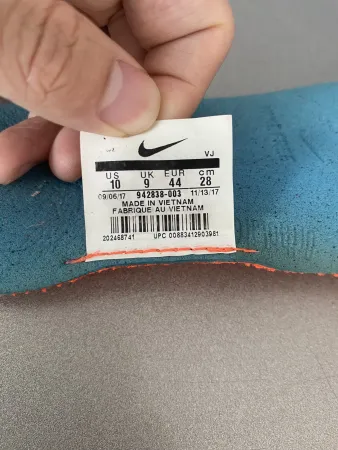 VJ
US UK EUR cm
10 9 44 28
09/06/17 942838-003 11/13/17
MADE IN VIETNAM
FABRIQUE AU VIETNAM
202468741 UPC 00883412903981